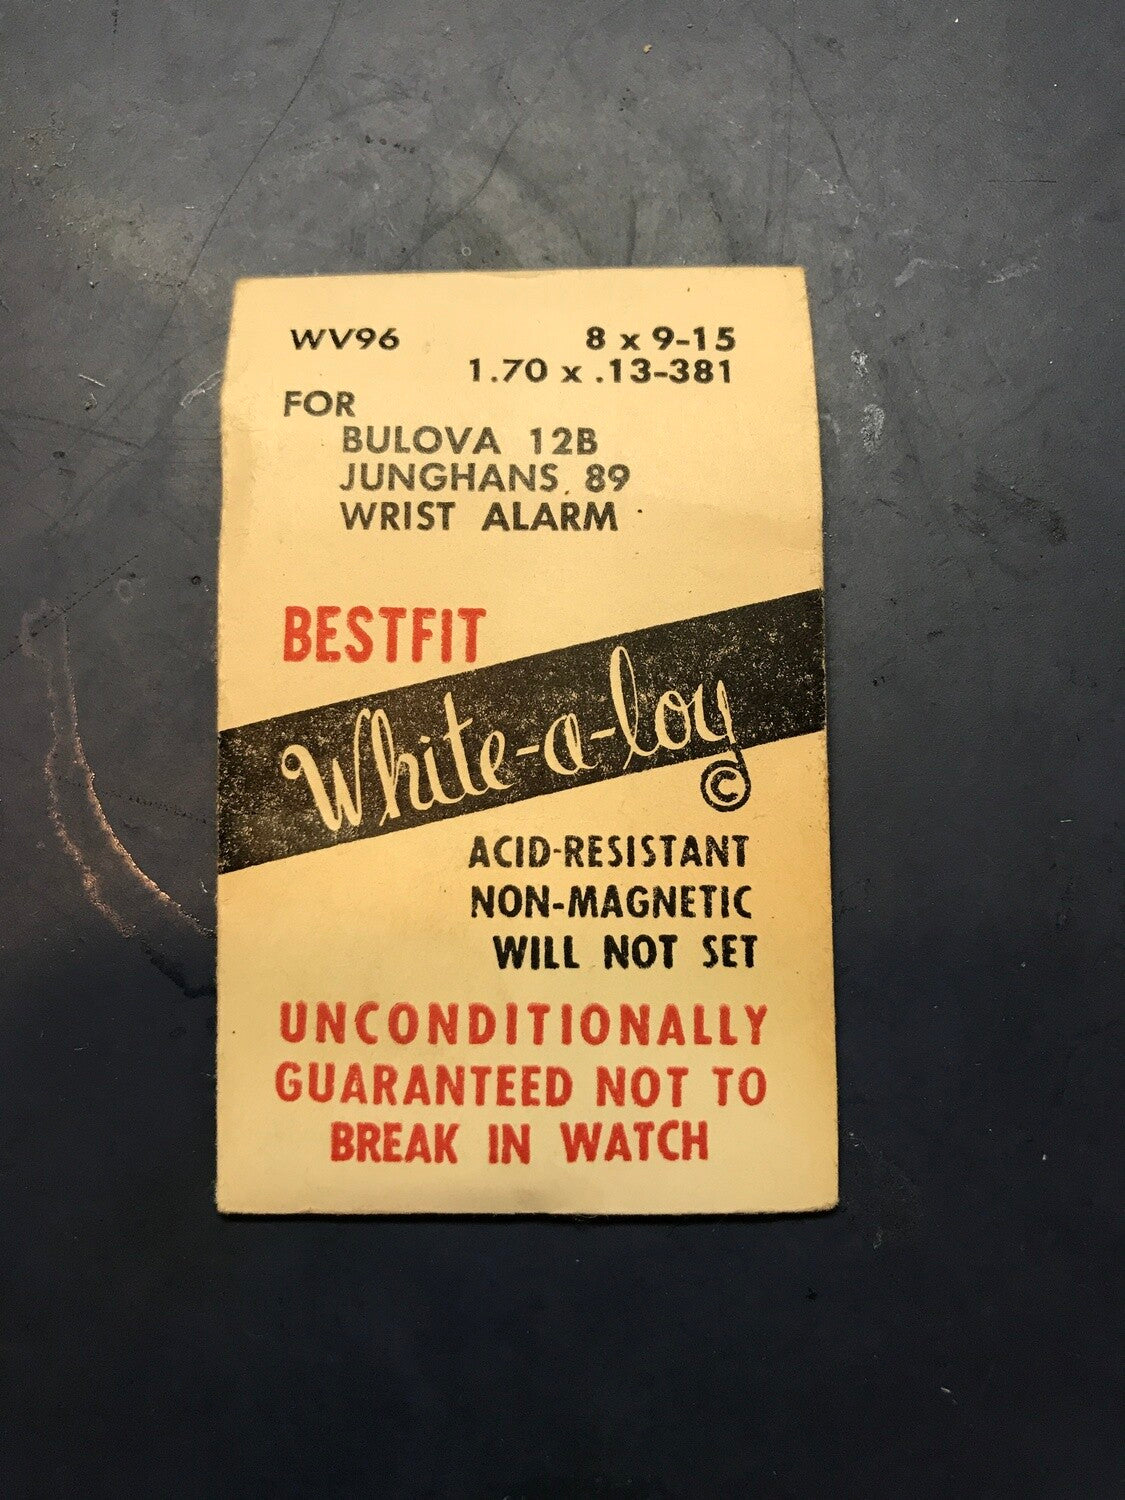 WV96 8 x 9-15
1.70 x .13-381
FOR
BULOVA 12B
JUNGHANS 89
WRIST ALARM
BESTFIT
White-a-loy
©
ACID-RESISTANT
NON-MAGNETIC
WILL NOT SET
UNCONDITIONALLY
GUARANTEED NOT TO
BREAK IN WATCH